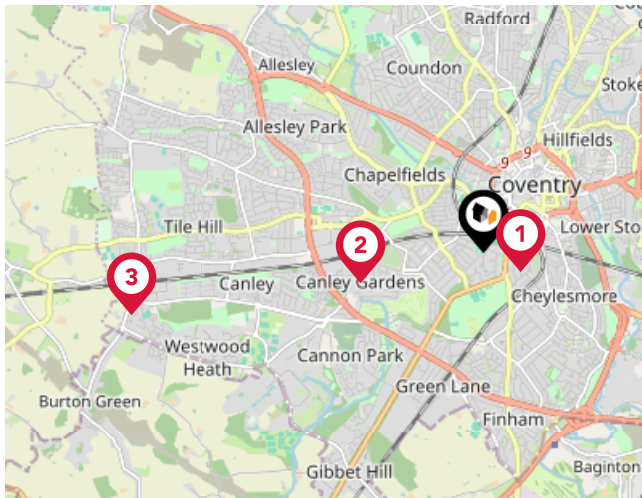 Radford
Allesley
Coundon
Stoke
Allesley Park
Hillfields
9
9
Chapelfields
Coventry
Tile Hill
1
Lower Sto
2
3
Canley
Canley Gardens
Cheylesmore
Westwood
Heath
Cannon Park
Burton Green
Green Lane
Finham
Gibbet Hill
Baginton